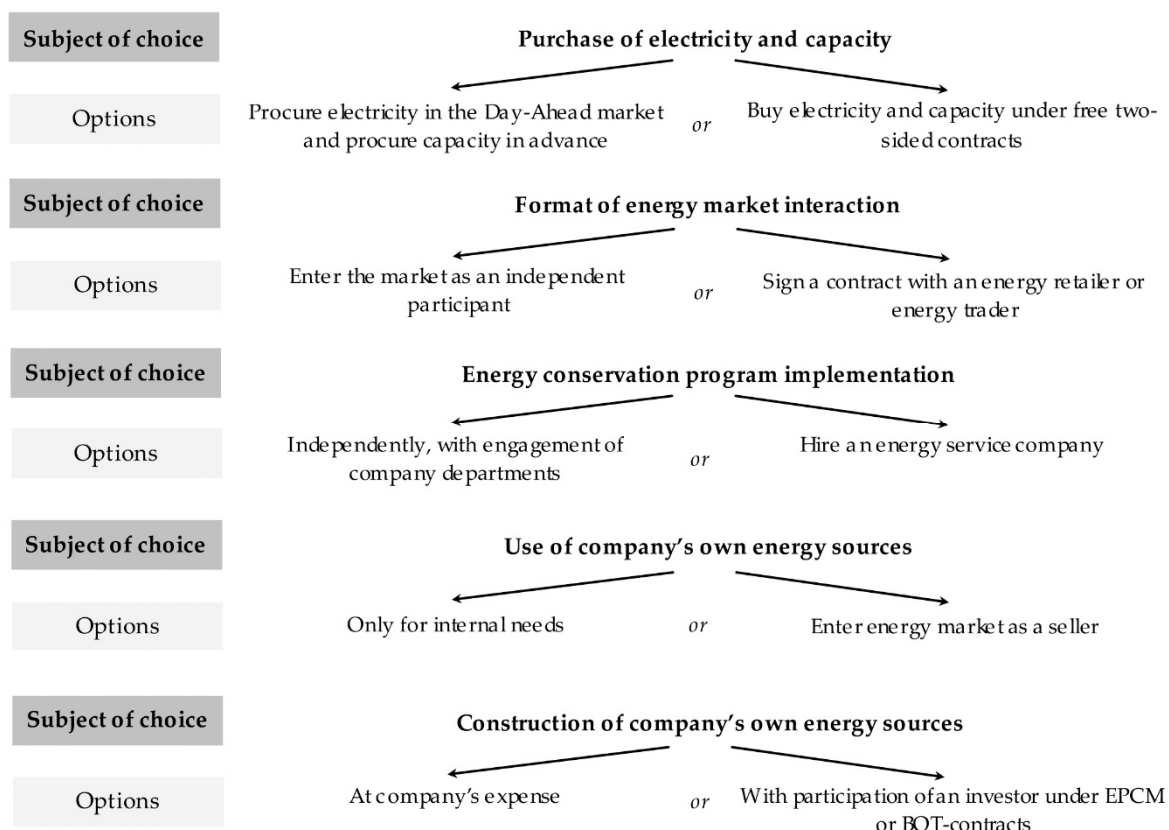 Subject of choice
Purchase of electricity and capacity
Options
Procure electricity in the Day-Ahead market
and procure capacity in advance
or
Buy electricity and capacity under free two-
sided contracts
Subject of choice
Format of energy market interaction
Options
Enter the market as an independent
participant
or
Sign a contract with an energy retailer or
energy trader
Subject of choice
Energy conservation program implementation
Options
Independently, with engagement of
company departments
or
Hire an energy service company
Subject of choice
Use of company's own energy sources
Options
Only for internal needs
or
Enter energy market as a seller
Subject of choice
Construction of company's own energy sources
Options
At company's expense
or
With participation of an investor under EPCM
or BOT-contracts